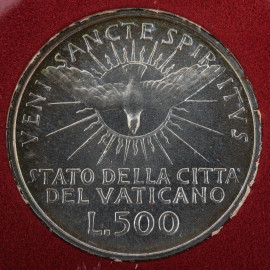 VENI SANCTE SPIRITVS
STATO DELLA CITTA'
DEL VATICANO
L.500